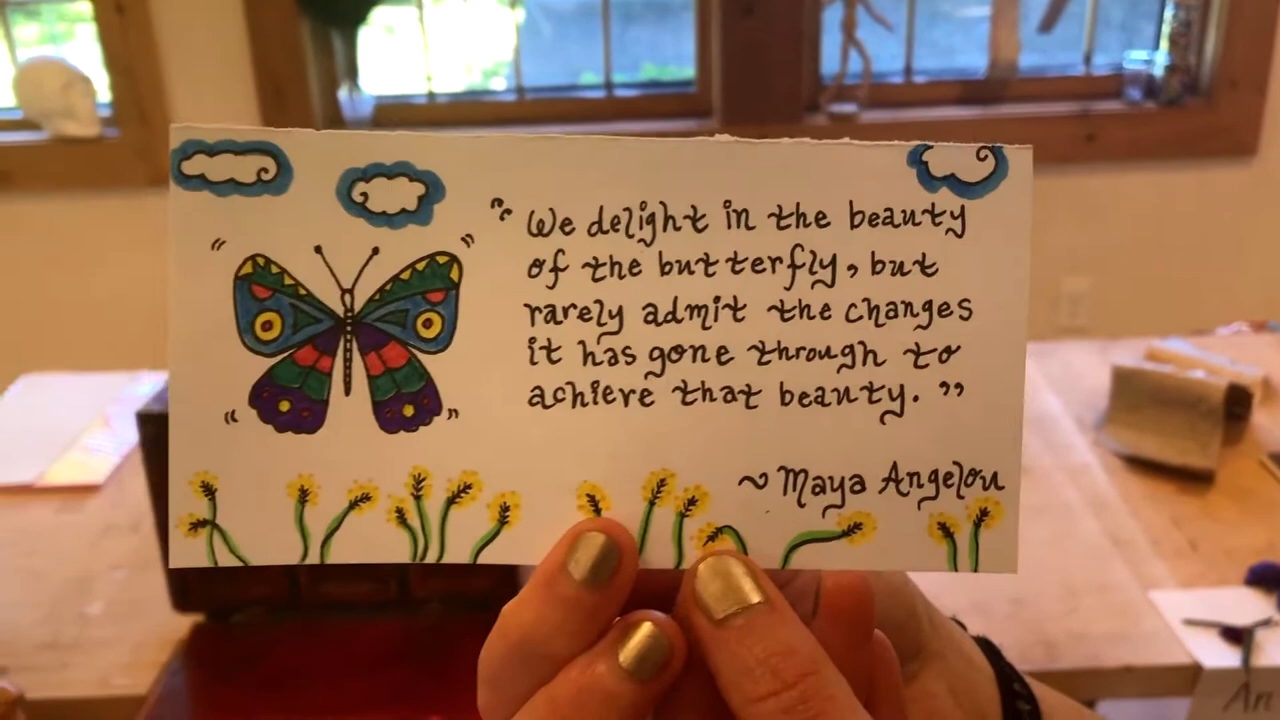 “We delight in the beauty
of the butterfly, but
rarely admit the changes
it has gone through to
achieve that beauty.”
~ Maya Angelou